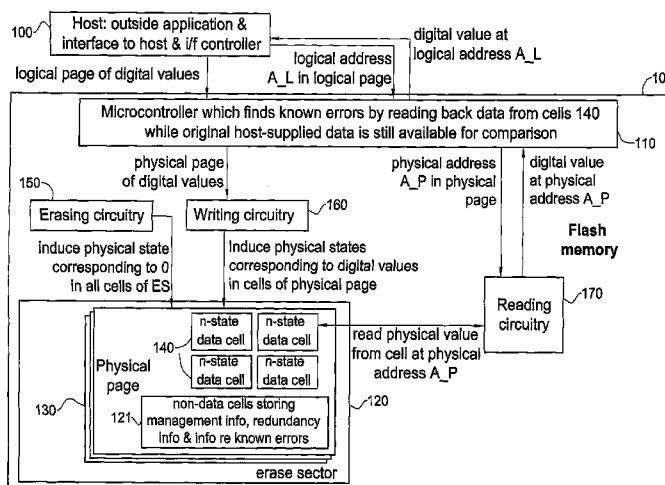 100
Host: outside application &
interface to host & i/f controller
digital value at
logical address A_L
logical address
A_L in logical page
logical page of digital values
10
Microcontroller which finds known errors by reading back data from cells 140
while original host-supplied data is still available for comparison
110
physical page
of digital values
physical address
A_P in physical
page
digital value
at physical
address A_P
150
Erasing circuitry
Writing circuitry
160
Flash
memory
induce physical state
corresponding to 0
in all cells of ES
induce physical states
corresponding to digital values
in cells of physical page
Reading
circuitry
170
n-state
data cell
n-state
data cell
140
n-state
data cell
n-state
data cell
read physical value
from cell at physical
address A_P
Physical
page
130
120
121
non-data cells storing
management info, redundancy
info & info re known errors
erase sector